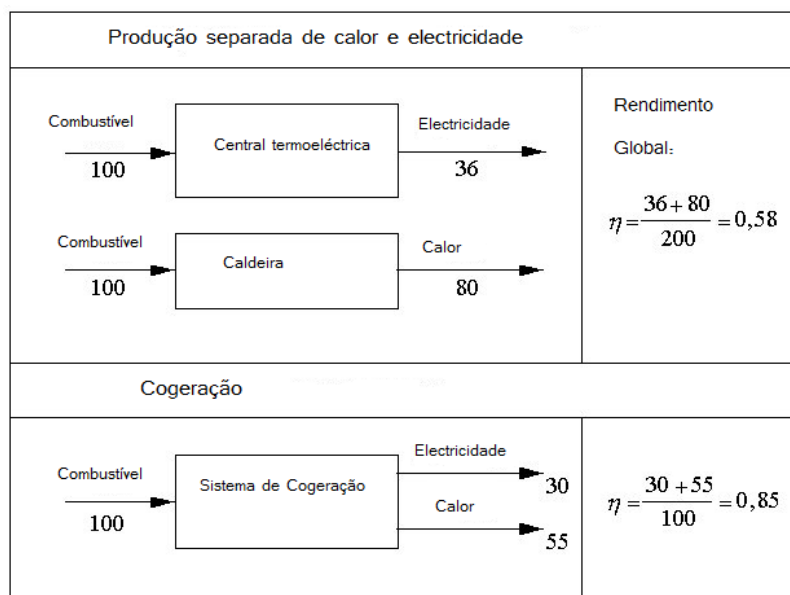 Produção separada de calor e electricidade
Combustível
100
Central termoeléctrica
Electricidade
36
Combustível
100
Caldeira
Calor
80
Rendimento
Global:
η = (36 + 80) / 200 = 0,58
Cogeração
Combustível
100
Sistema de Cogeração
Electricidade
30
Calor
55
η = (30 + 55) / 100 = 0,85